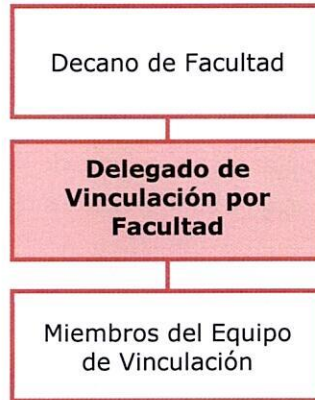 Decano de Facultad
Delegado de
Vinculación por
Facultad
Miembros del Equipo
de Vinculación